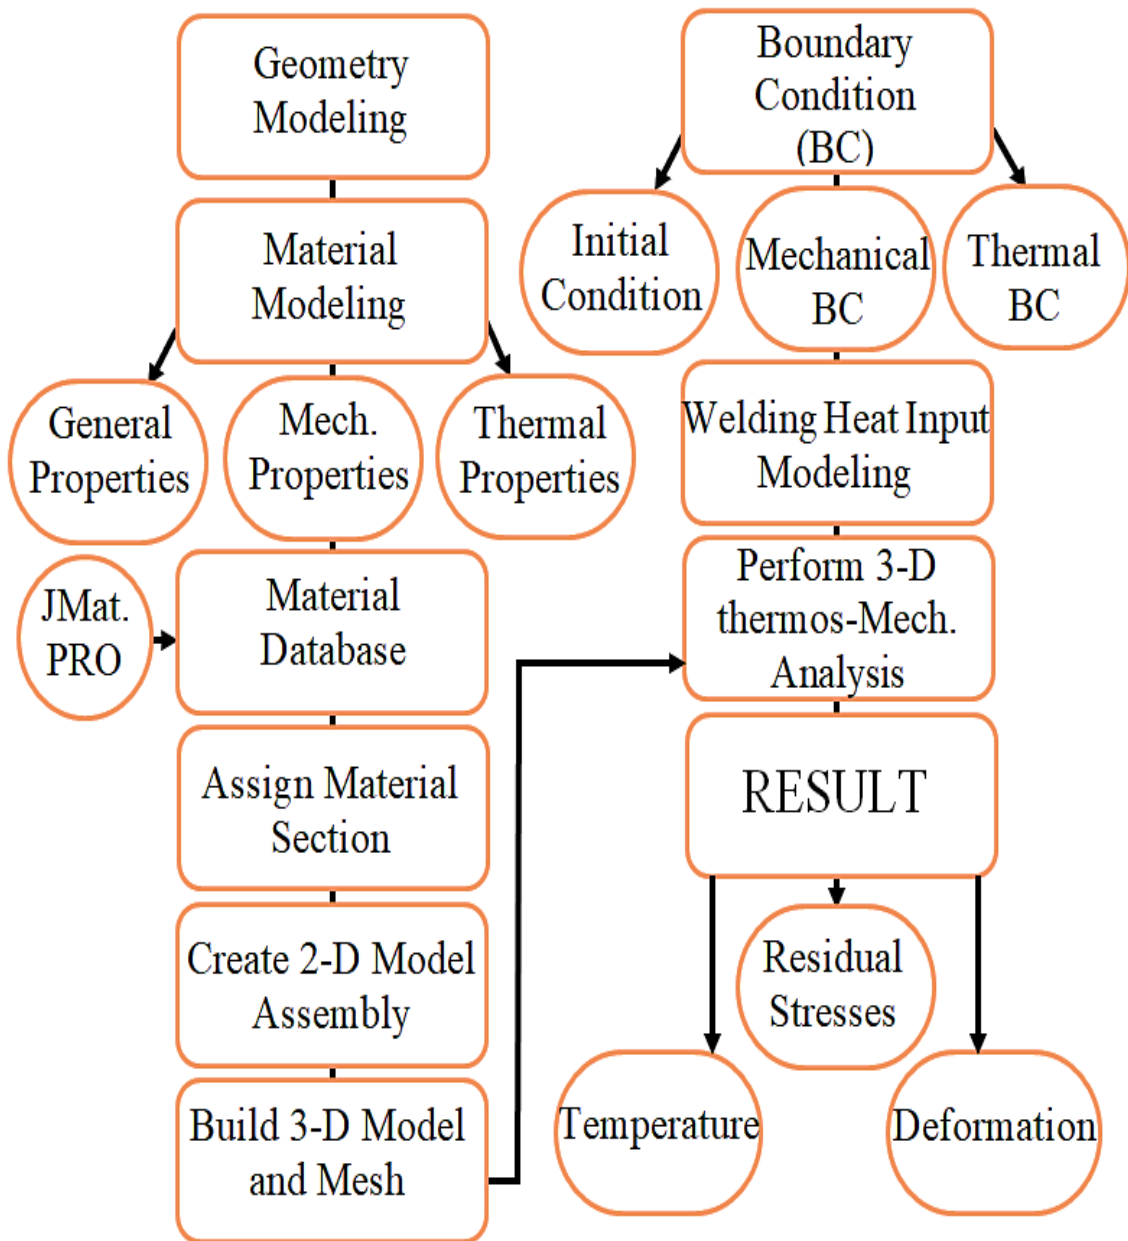 Geometry
Modeling
Material
Modeling
General
Properties
Mech.
Properties
Thermal
Properties
JMat.
PRO
Material
Database
Assign Material
Section
Create 2-D Model
Assembly
Build 3-D Model
and Mesh
Boundary
Condition
(BC)
Initial
Condition
Mechanical
BC
Thermal
BC
Welding Heat Input
Modeling
Perform 3-D
thermos-Mech.
Analysis
RESULT
Residual
Stresses
Temperature
Deformation